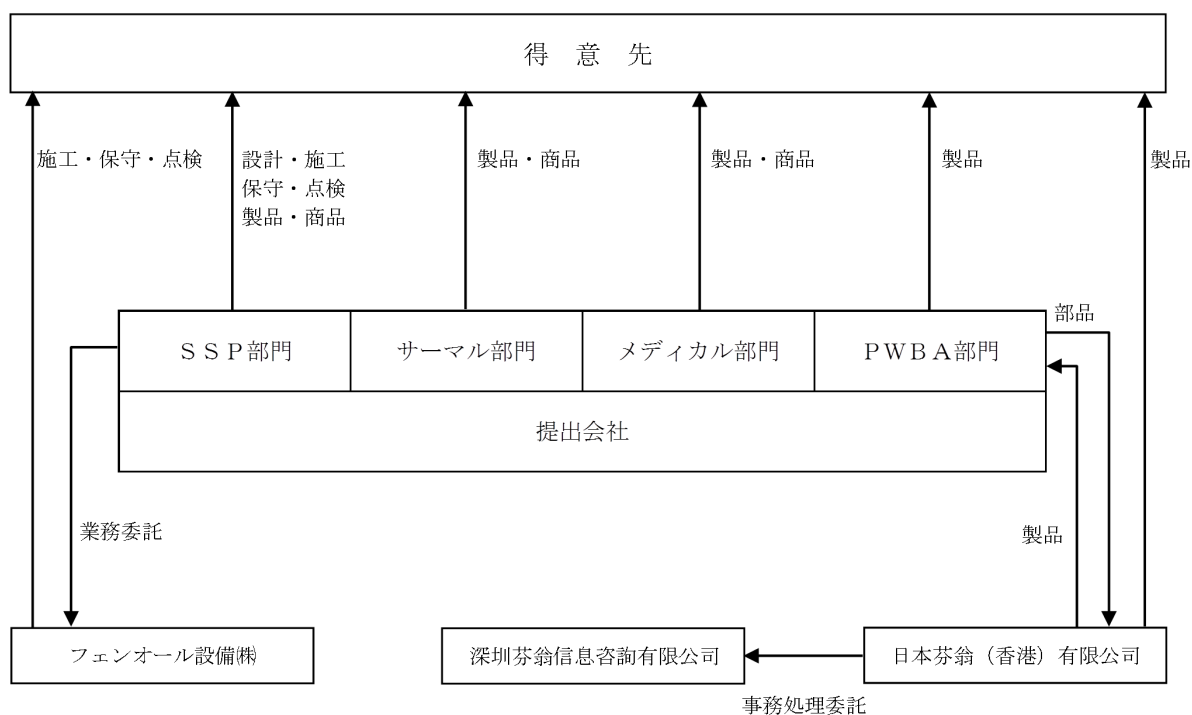 得 意 先
施工・保守・点検
設計・施工
保守・点検
製品・商品
製品・商品
製品・商品
製品
製品
部品
ＳＳＰ部門
サーマル部門
メディカル部門
ＰＷＢＡ部門
提出会社
業務委託
製品
フェンオール設備㈱
深圳芬翁信息咨詢有限公司
日本芬翁（香港）有限公司
事務処理委託